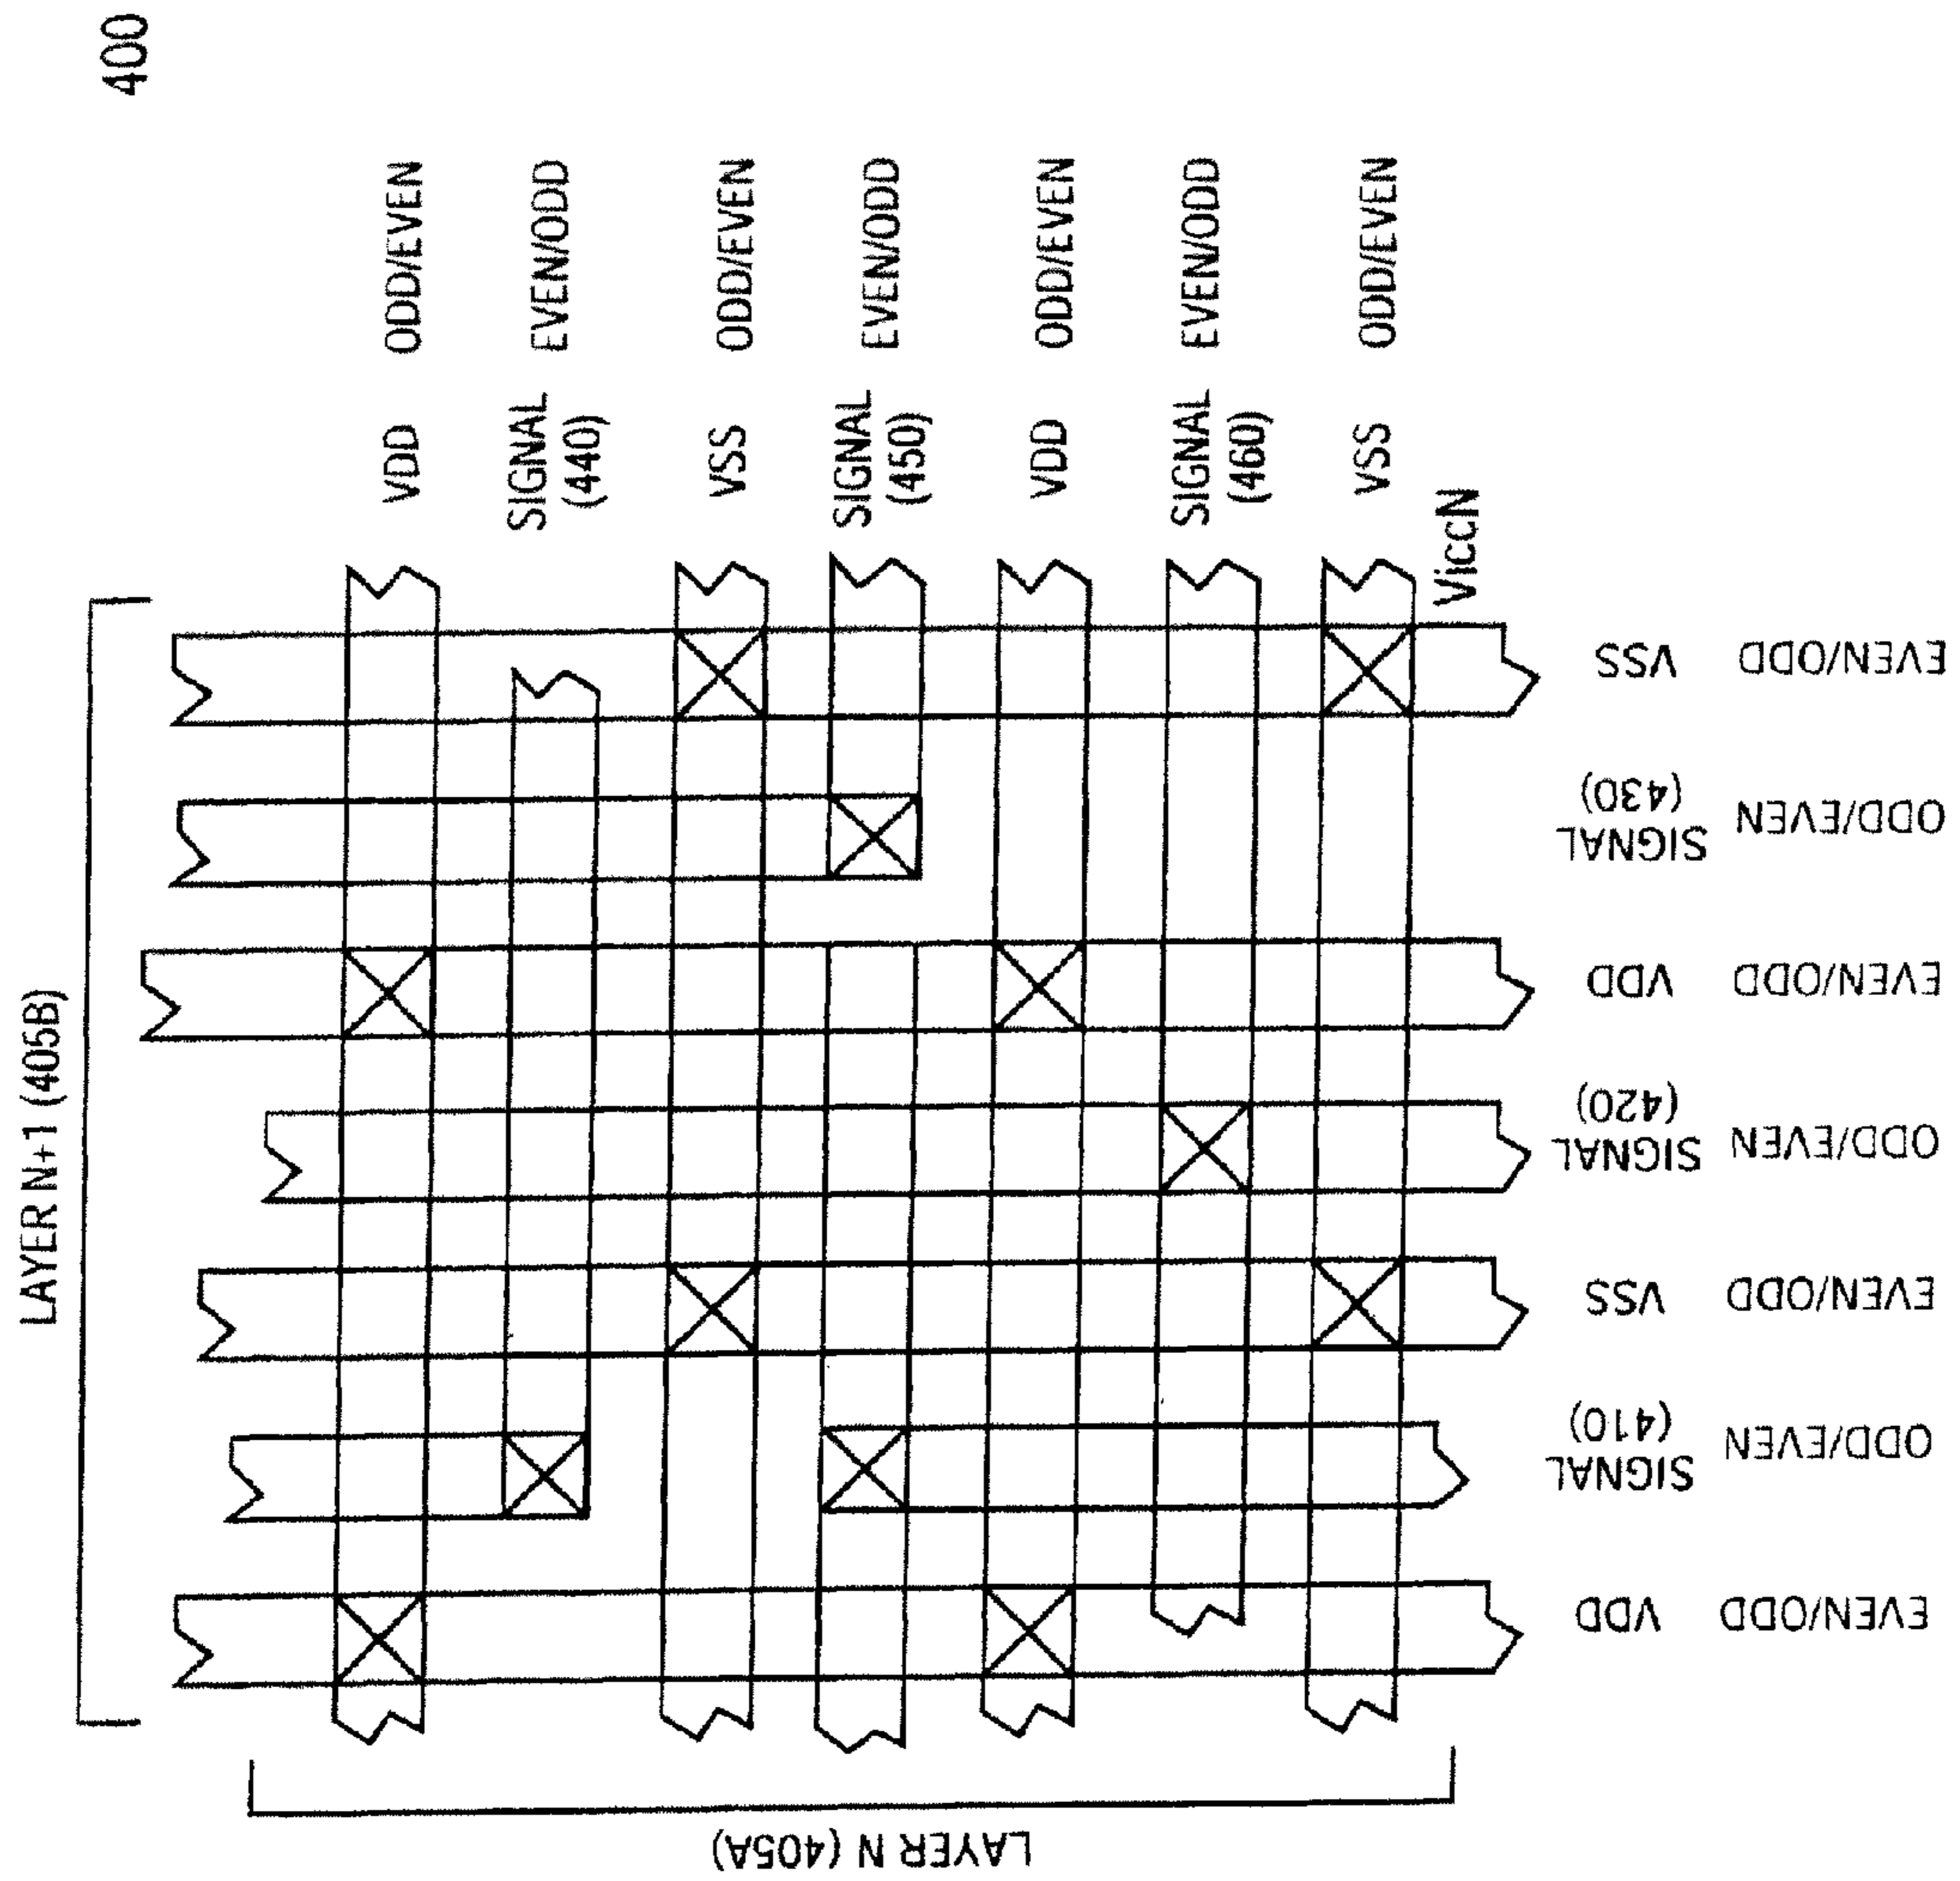 LAYER N+1 (405B)
400
LAYER N (405A)
VDD ODD/EVEN
SIGNAL EVEN/ODD
(440)
VSS ODD/EVEN
SIGNAL EVEN/ODD
(450)
VDD ODD/EVEN
SIGNAL EVEN/ODD
(460)
VSS ODD/EVEN
ViccN
EVEN/ODD VDD
ODD/EVEN SIGNAL
(410)
EVEN/ODD VSS
ODD/EVEN SIGNAL
(420)
EVEN/ODD VDD
ODD/EVEN SIGNAL
(430)
EVEN/ODD VSS